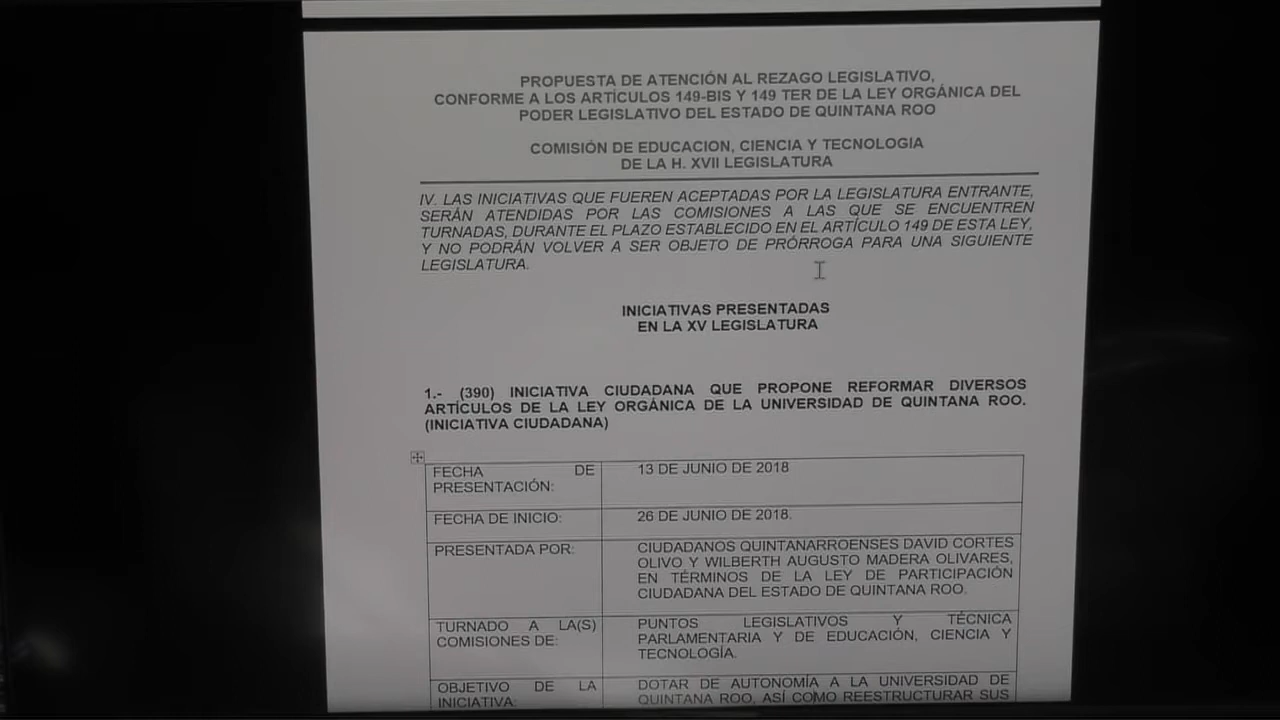 PROPUESTA DE ATENCIÓN AL REZAGO LEGISLATIVO,
CONFORME A LOS ARTÍCULOS 149-BIS Y 149 TER DE LA LEY ORGÁNICA DEL
PODER LEGISLATIVO DEL ESTADO DE QUINTANA ROO
COMISIÓN DE EDUCACION, CIENCIA Y TECNOLOGIA
DE LA H. XVII LEGISLATURA
IV. LAS INICIATIVAS QUE FUEREN ACEPTADAS POR LA LEGISLATURA ENTRANTE,
SERÁN ATENDIDAS POR LAS COMISIONES A LAS QUE SE ENCUENTREN
TURNADAS, DURANTE EL PLAZO ESTABLECIDO EN EL ARTÍCULO 149 DE ESTA LEY,
Y NO PODRÁN VOLVER A SER OBJETO DE PRÓRROGA PARA UNA SIGUIENTE
LEGISLATURA.
INICIATIVAS PRESENTADAS
EN LA XV LEGISLATURA
1.- (390) INICIATIVA CIUDADANA QUE PROPONE REFORMAR DIVERSOS
ARTÍCULOS DE LA LEY ORGÁNICA DE LA UNIVERSIDAD DE QUINTANA ROO.
(INICIATIVA CIUDADANA)
FECHA DE
PRESENTACIÓN:
13 DE JUNIO DE 2018
FECHA DE INICIO:
26 DE JUNIO DE 2018.
PRESENTADA POR:
CIUDADANOS QUINTANARROENSES DAVID CORTES
OLIVO Y WILBERTH AUGUSTO MADERA OLIVARES,
EN TÉRMINOS DE LA LEY DE PARTICIPACIÓN
CIUDADANA DEL ESTADO DE QUINTANA ROO.
TURNADO A LA(S)
COMISIONES DE:
PUNTOS LEGISLATIVOS Y TÉCNICA
PARLAMENTARIA Y DE EDUCACIÓN, CIENCIA Y
TECNOLOGÍA.
OBJETIVO DE LA
INICIATIVA:
DOTAR DE AUTONOMÍA A LA UNIVERSIDAD DE
QUINTANA ROO, ASÍ COMO REESTRUCTURAR SUS